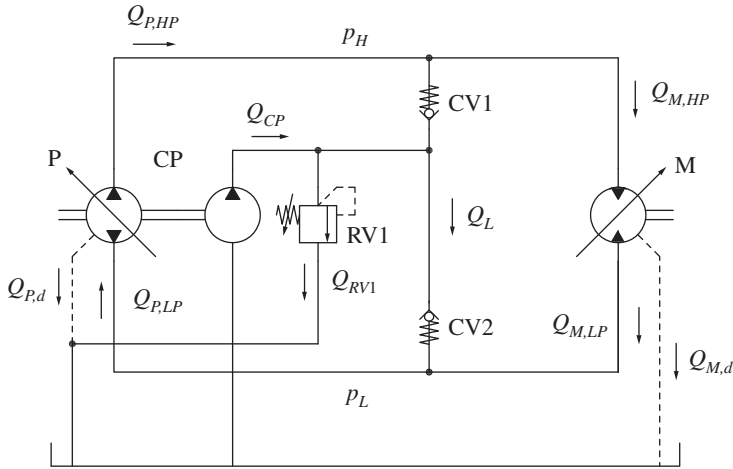 Q_{P,HP}
p_H
CV1
Q_{M,HP}
Q_{CP}
P
CP
M
RV1
Q_L
Q_{P,d}
Q_{P,LP}
Q_{RV1}
CV2
Q_{M,LP}
Q_{M,d}
p_L